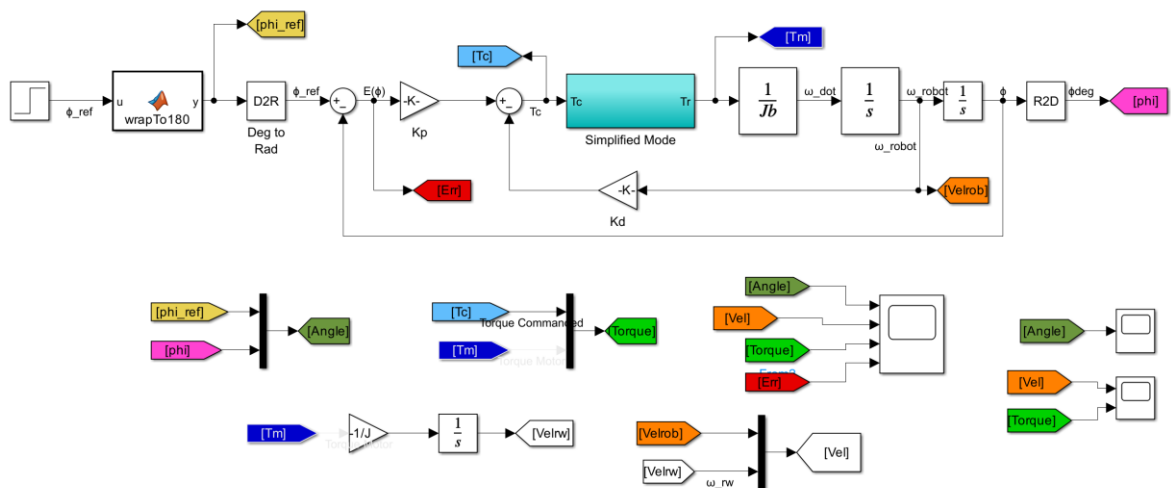 [phi_ref]
[Tc]
[Tm]
ϕ_ref
u
y
wrapTo180
D2R
Deg to
Rad
ϕ_ref
+
-
E(ϕ)
-K-
Kp
+
-
Tc
Tc
Tr
Simplified Mode
1
Jb
ω_dot
1
s
ω_robot
ω_robot
1
s
ϕ
R2D
ϕdeg
[phi]
[Err]
-K-
Kd
[Velrob]
[phi_ref]
[phi]
[Angle]
[Tc]
Torque Commanded
[Tm]
Torque Motor
[Torque]
[Angle]
[Vel]
[Torque]
[Err]
[Angle]
[Vel]
[Torque]
[Tm]
-1/J
1
s
[Velrw]
[Velrob]
[Velrw]
ω_rw
[Vel]